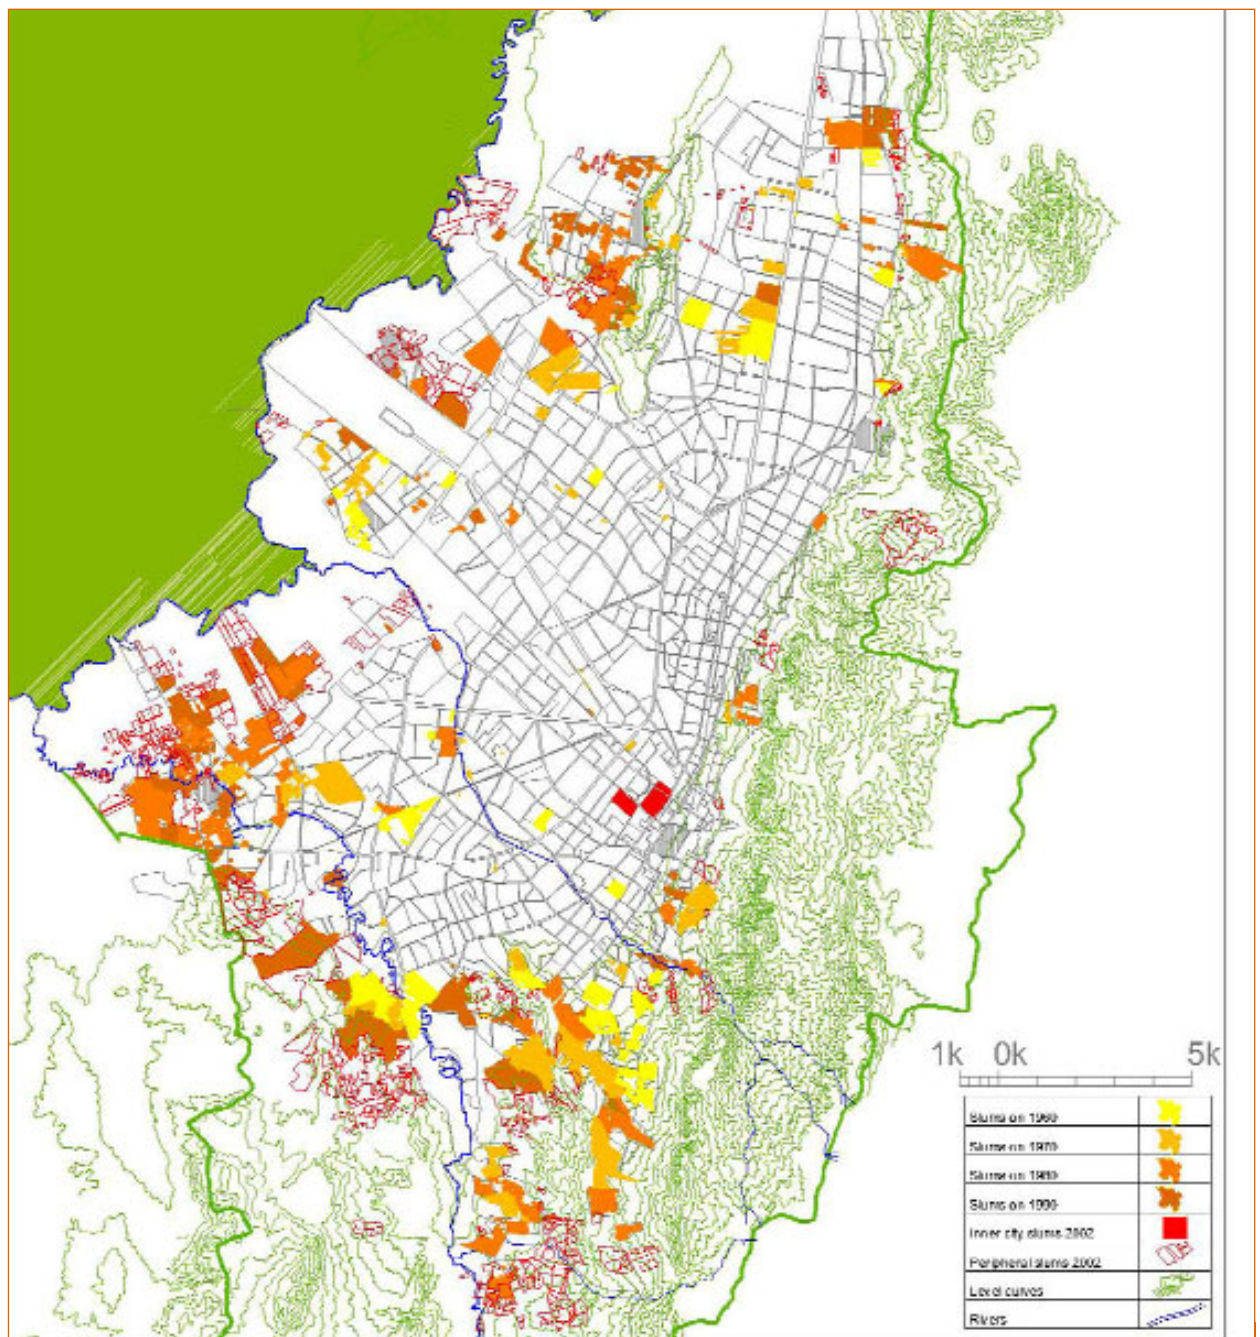 1k 0k 5k
Slums on 1960
Slums on 1970
Slums on 1980
Slums on 1990
Inner city slums 2002
Peripheral slums 2002
Level curves
Rivers